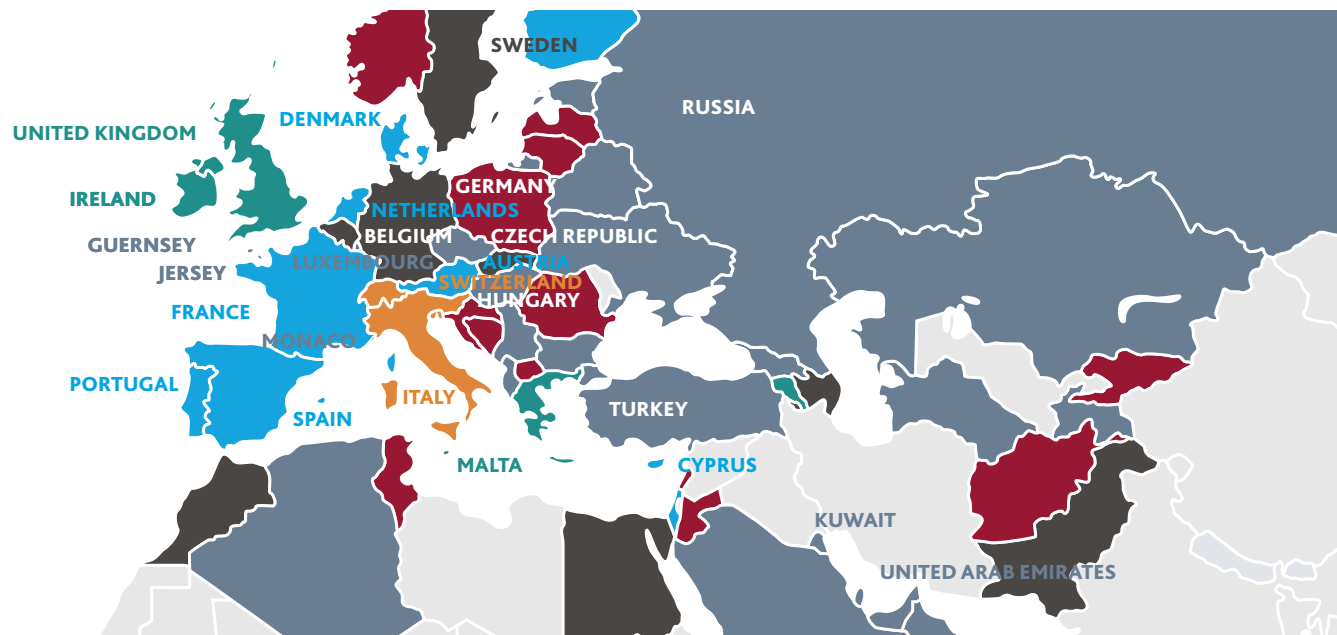 SWEDEN
RUSSIA
DENMARK
UNITED KINGDOM
GERMANY
IRELAND
NETHERLANDS
BELGIUM
CZECH REPUBLIC
GUERNSEY
LUXEMBOURG
AUSTRIA
JERSEY
SWITZERLAND
HUNGARY
FRANCE
MONACO
PORTUGAL
ITALY
TURKEY
SPAIN
MALTA
CYPRUS
KUWAIT
UNITED ARAB EMIRATES